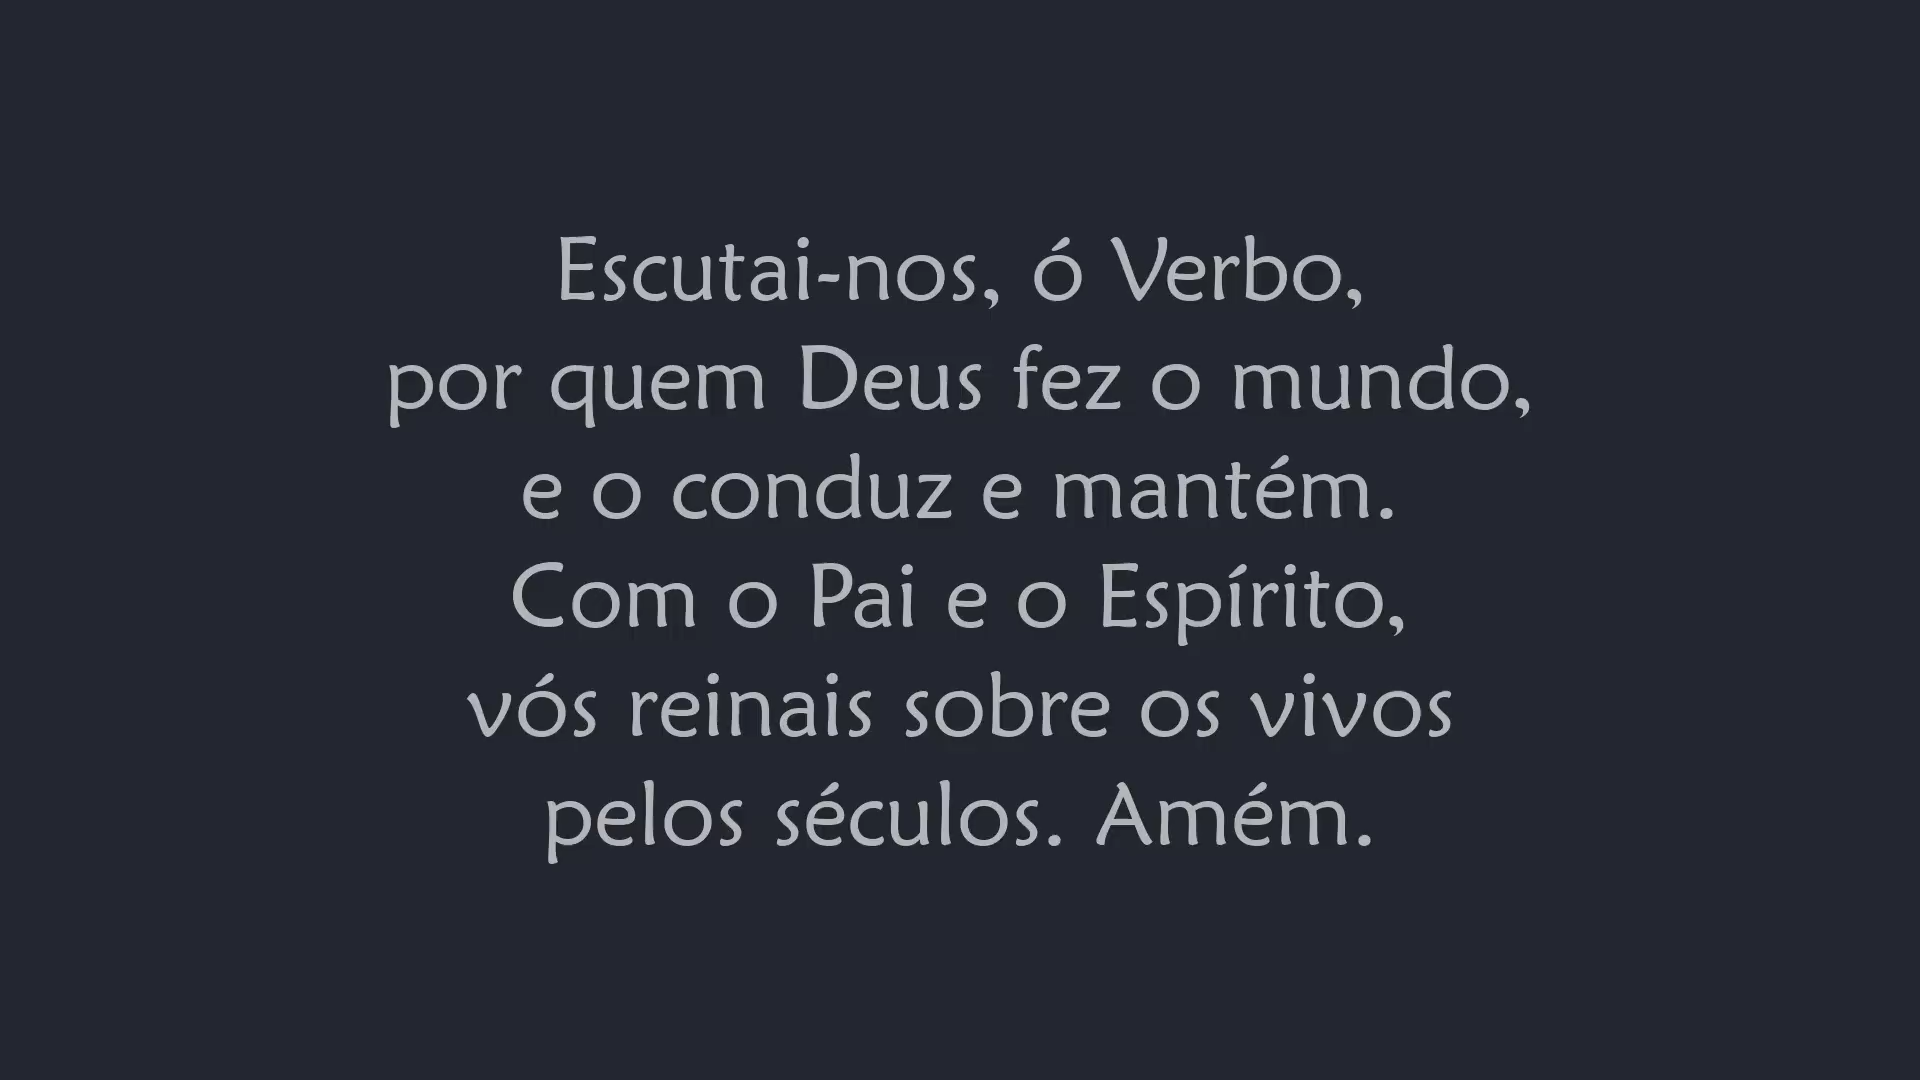 Escutai-nos, ó Verbo,
por quem Deus fez o mundo,
e o conduz e mantém.
Com o Pai e o Espírito,
vós reinais sobre os vivos
pelos séculos. Amém.